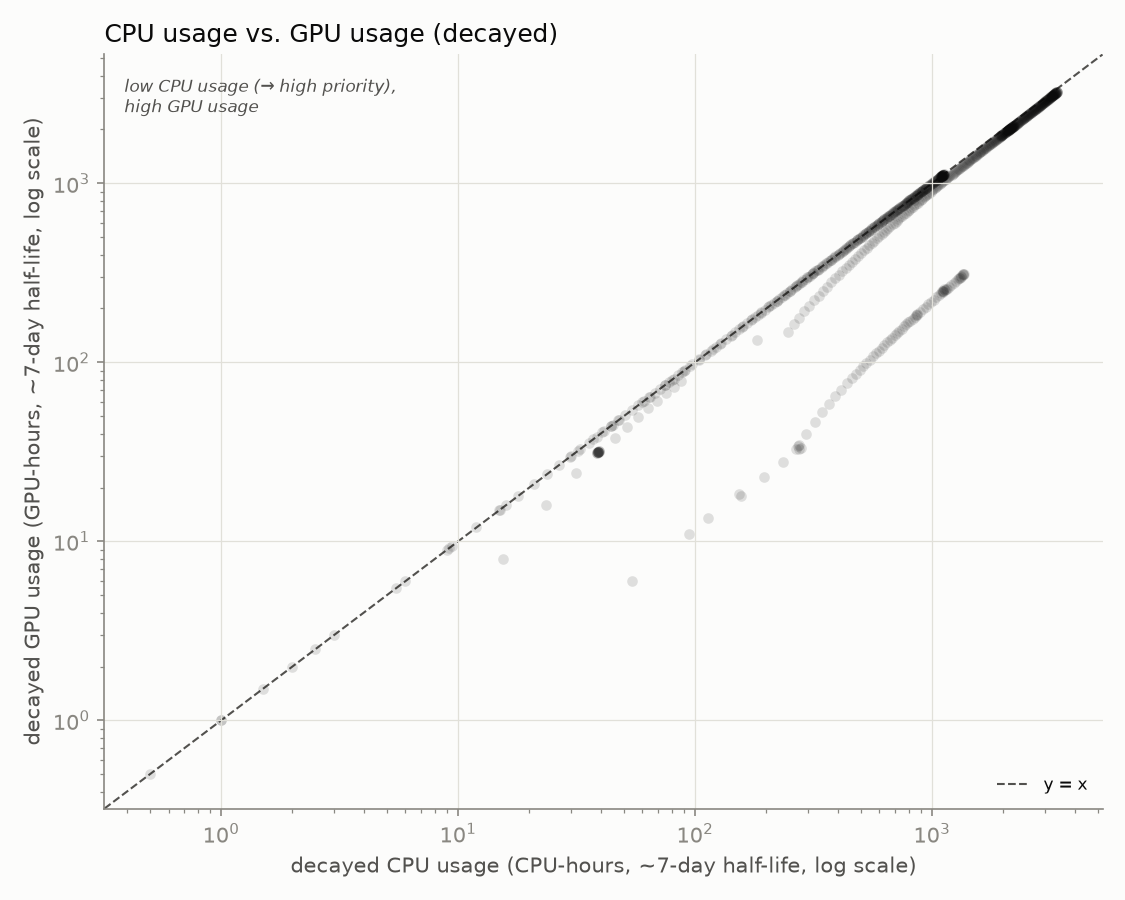 CPU usage vs. GPU usage (decayed)
low CPU usage (→ high priority),
high GPU usage
decayed GPU usage (GPU-hours, ~7-day half-life, log scale)
10³
10²
10¹
10⁰
y = x
10⁰ 10¹ 10² 10³
decayed CPU usage (CPU-hours, ~7-day half-life, log scale)